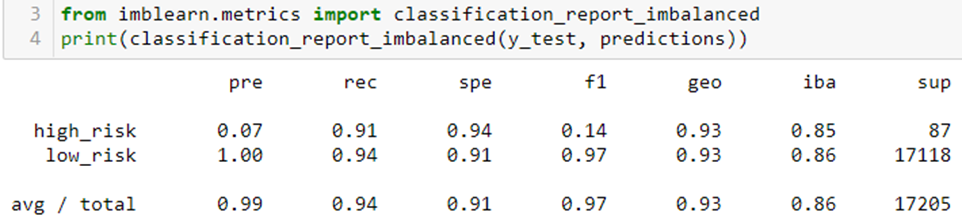 3 from imblearn.metrics import classification_report_imbalanced
4 print(classification_report_imbalanced(y_test, predictions))
pre rec spe f1 geo iba sup
high_risk 0.07 0.91 0.94 0.14 0.93 0.85 87
low_risk 1.00 0.94 0.91 0.97 0.93 0.86 17118
avg / total 0.99 0.94 0.91 0.97 0.93 0.86 17205